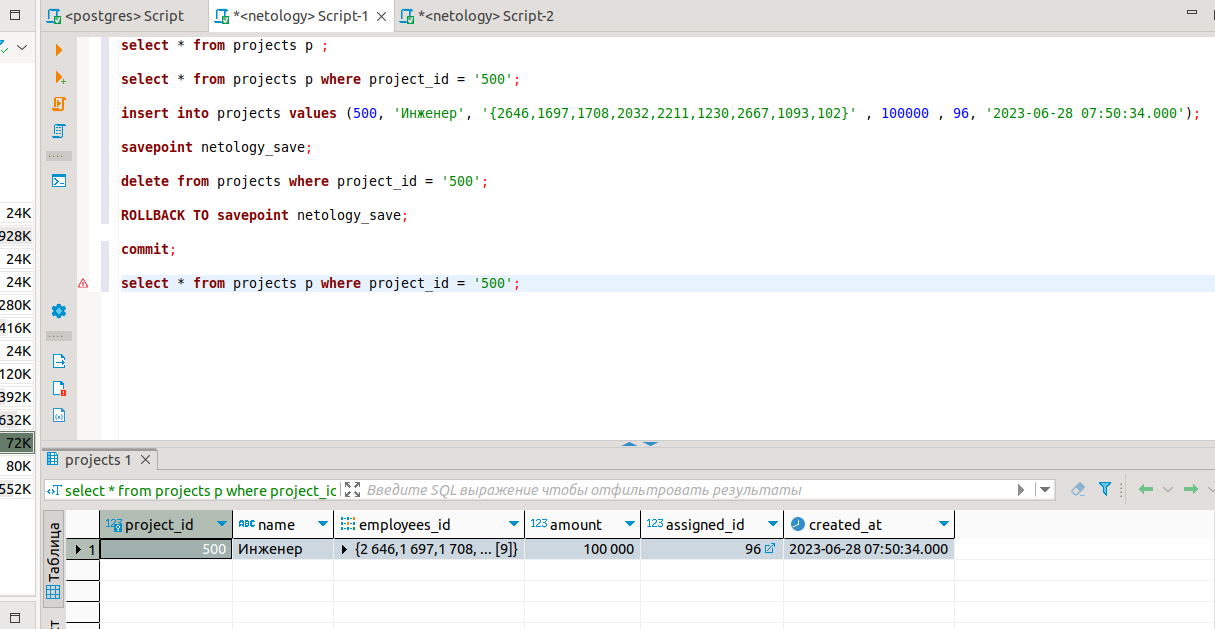 <postgres> Script
*<netology> Script-1
*<netology> Script-2
select * from projects p ;
select * from projects p where project_id = '500';
insert into projects values (500, 'Инженер', '{2646,1697,1708,2032,2211,1230,2667,1093,102}' , 100000 , 96, '2023-06-28 07:50:34.000');
savepoint netology_save;
delete from projects where project_id = '500';
ROLLBACK TO savepoint netology_save;
commit;
select * from projects p where project_id = '500';
24K
928K
24K
24K
280K
416K
24K
120K
392K
632K
72K
80K
552K
projects 1
select * from projects p where project_ic
Введите SQL выражение чтобы отфильтровать результаты
Таблица
123 project_id
ABC name
employees_id
123 amount
123 assigned_id
created_at
1
500
Инженер
{2 646,1 697,1 708, ... [9]}
100 000
96
2023-06-28 07:50:34.000